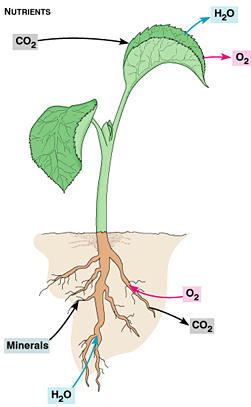 NUTRIENTS
H₂O
CO₂
O₂
O₂
CO₂
Minerals
H₂O